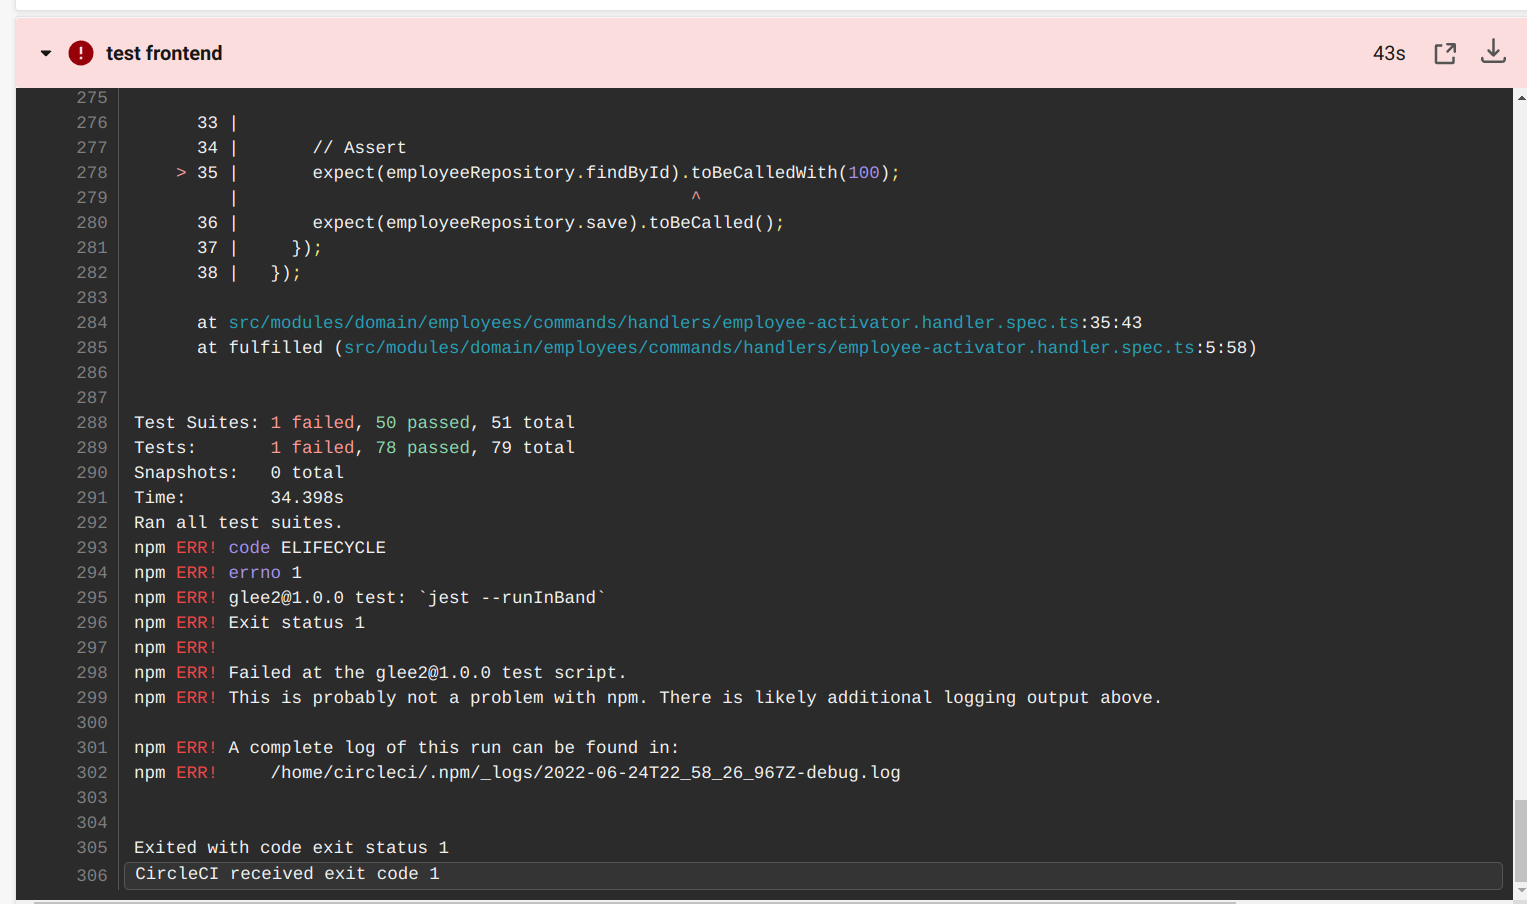 test frontend
43s
275
276 33 |
277 34 | // Assert
278 > 35 | expect(employeeRepository.findById).toBeCalledWith(100);
279 | ^
280 36 | expect(employeeRepository.save).toBeCalled();
281 37 | });
282 38 | });
283
284 at src/modules/domain/employees/commands/handlers/employee-activator.handler.spec.ts:35:43
285 at fulfilled (src/modules/domain/employees/commands/handlers/employee-activator.handler.spec.ts:5:58)
286
287
288 Test Suites: 1 failed, 50 passed, 51 total
289 Tests: 1 failed, 78 passed, 79 total
290 Snapshots: 0 total
291 Time: 34.398s
292 Ran all test suites.
293 npm ERR! code ELIFECYCLE
294 npm ERR! errno 1
295 npm ERR! glee2@1.0.0 test: `jest --runInBand`
296 npm ERR! Exit status 1
297 npm ERR!
298 npm ERR! Failed at the glee2@1.0.0 test script.
299 npm ERR! This is probably not a problem with npm. There is likely additional logging output above.
300
301 npm ERR! A complete log of this run can be found in:
302 npm ERR! /home/circleci/.npm/_logs/2022-06-24T22_58_26_967Z-debug.log
303
304
305 Exited with code exit status 1
306 CircleCI received exit code 1